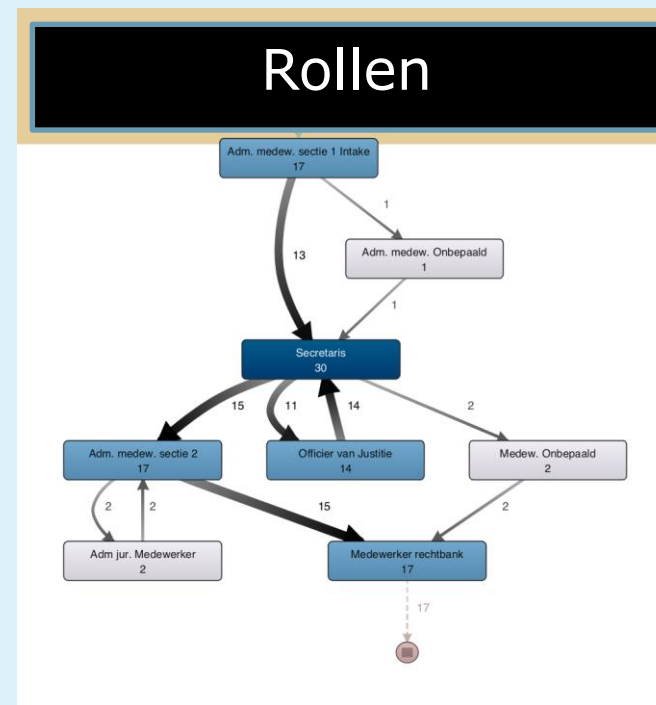 Rollen
Adm. medew. sectie 1 Intake
17
1
13
Adm. medew. Onbepaald
1
1
Secretaris
30
15
11
14
2
Adm. medew. sectie 2
17
Officier van Justitie
14
Medew. Onbepaald
2
2
2
15
2
Adm jur. Medewerker
2
Medewerker rechtbank
17
17